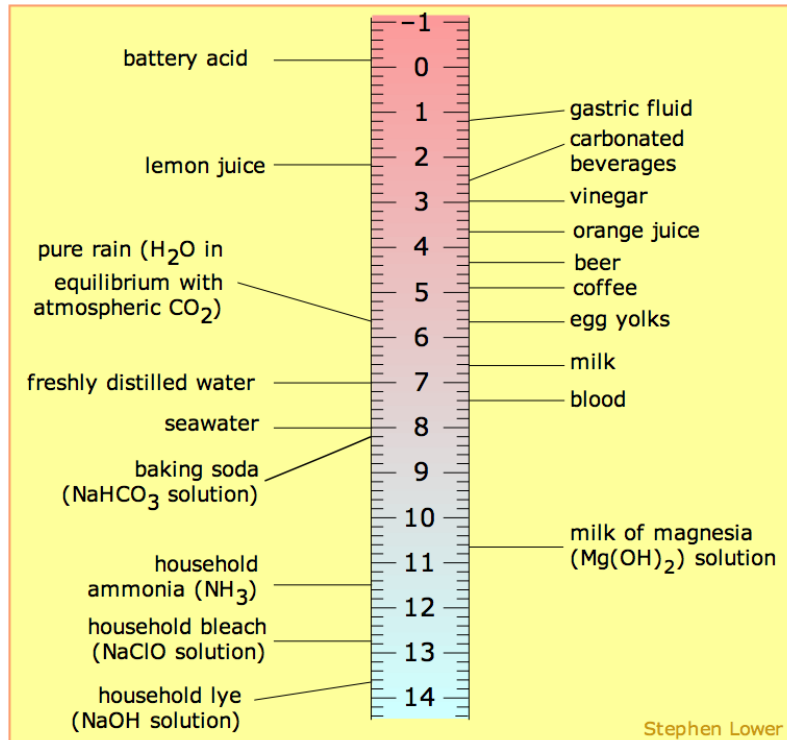 battery acid
lemon juice
pure rain (H₂O in
equilibrium with
atmospheric CO₂)
freshly distilled water
seawater
baking soda
(NaHCO₃ solution)
household
ammonia (NH₃)
household bleach
(NaClO solution)
household lye
(NaOH solution)
−1
0
1
2
3
4
5
6
7
8
9
10
11
12
13
14
gastric fluid
carbonated
beverages
vinegar
orange juice
beer
coffee
egg yolks
milk
blood
milk of magnesia
(Mg(OH)₂) solution
Stephen Lower